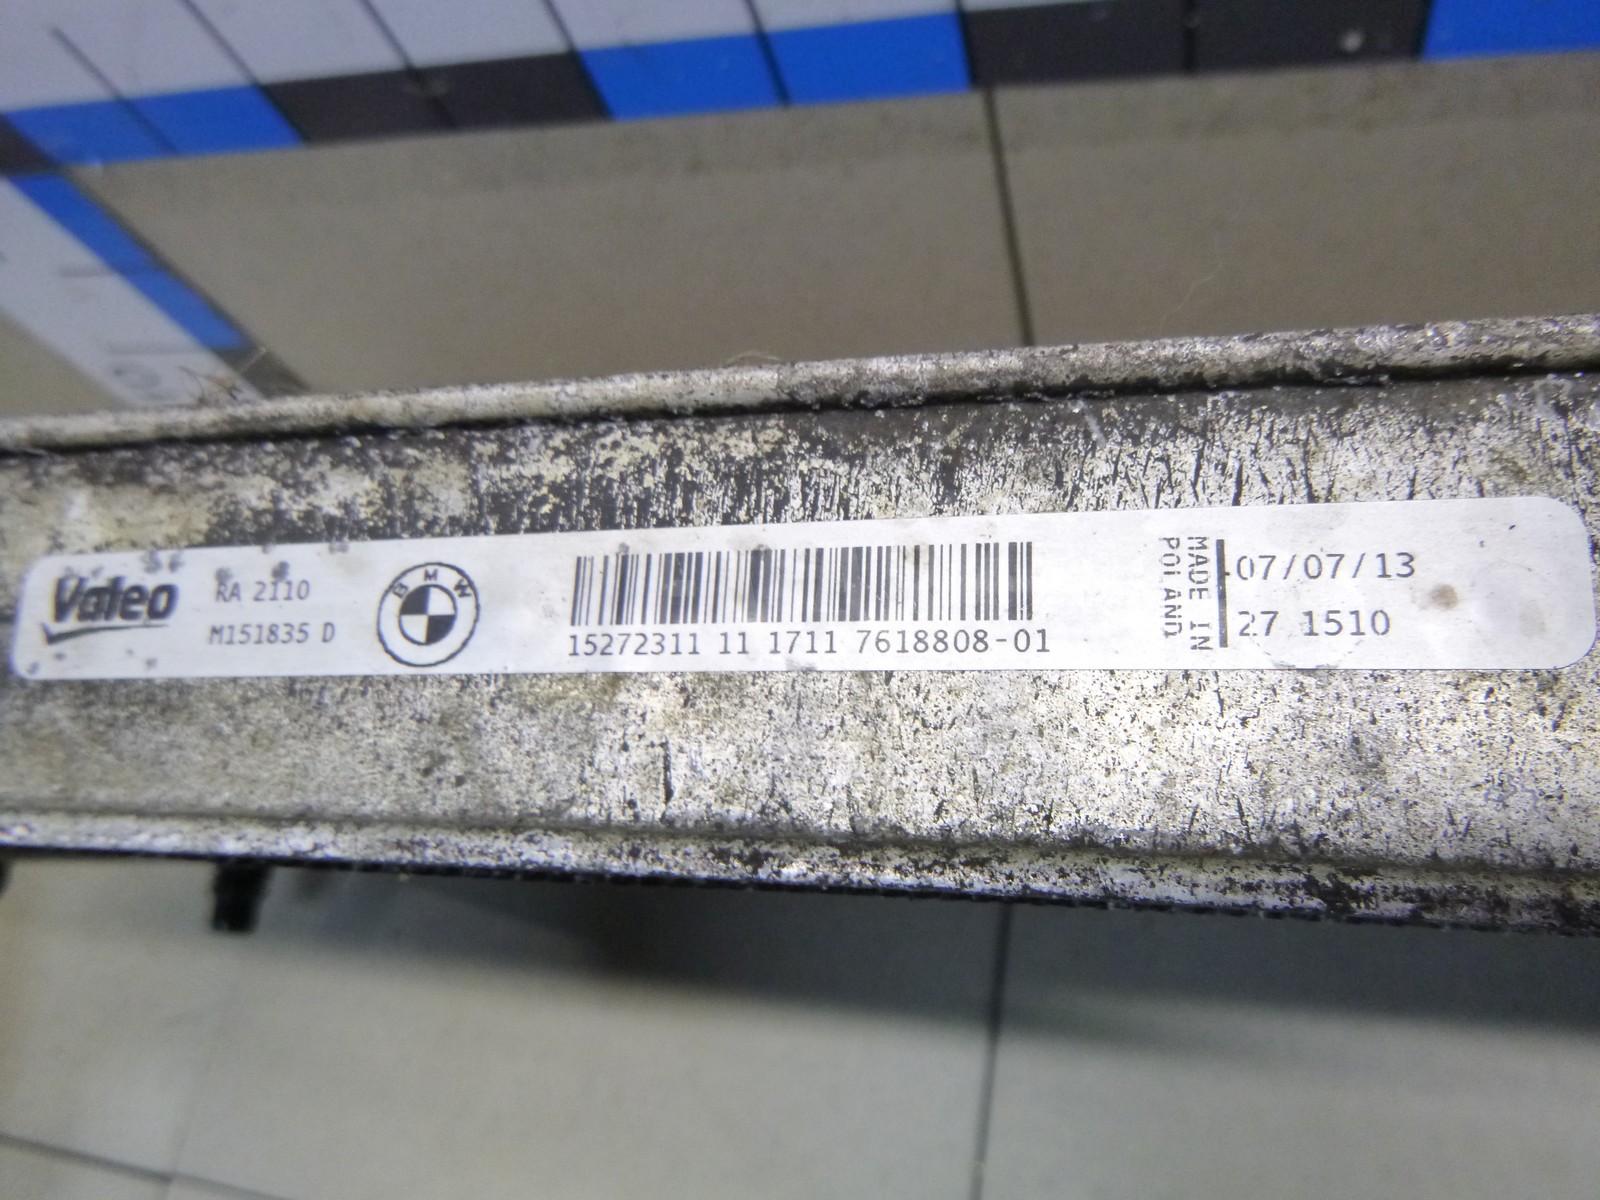 Valeo
RA 2110
M151835 D
BMW
15272311 11 1711 7618808-01
MADE IN
POLAND
07/07/13
27 1510